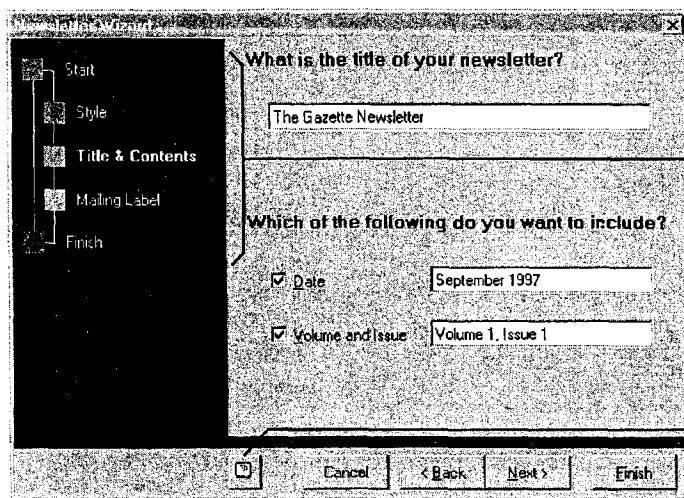 Newsletter Wizard
Start
Style
Title & Contents
Mailing Label
Finish
What is the title of your newsletter?
The Gazette Newsletter
Which of the following do you want to include?
Date
September 1997
Volume and Issue
Volume 1, Issue 1
Cancel
< Back
Next >
Finish